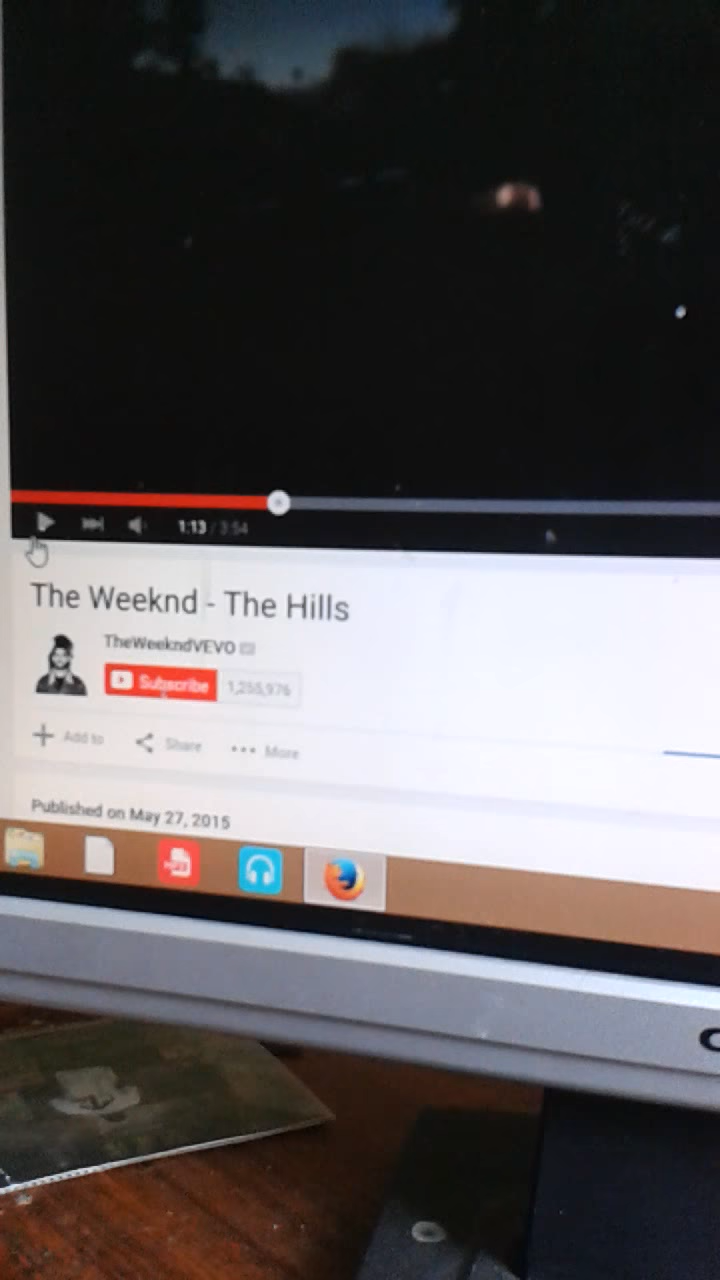 1:13 / 3:54
The Weeknd - The Hills
TheWeekndVEVO
Subscribe 1,255,976
Add to Share More
Published on May 27, 2015
MP3